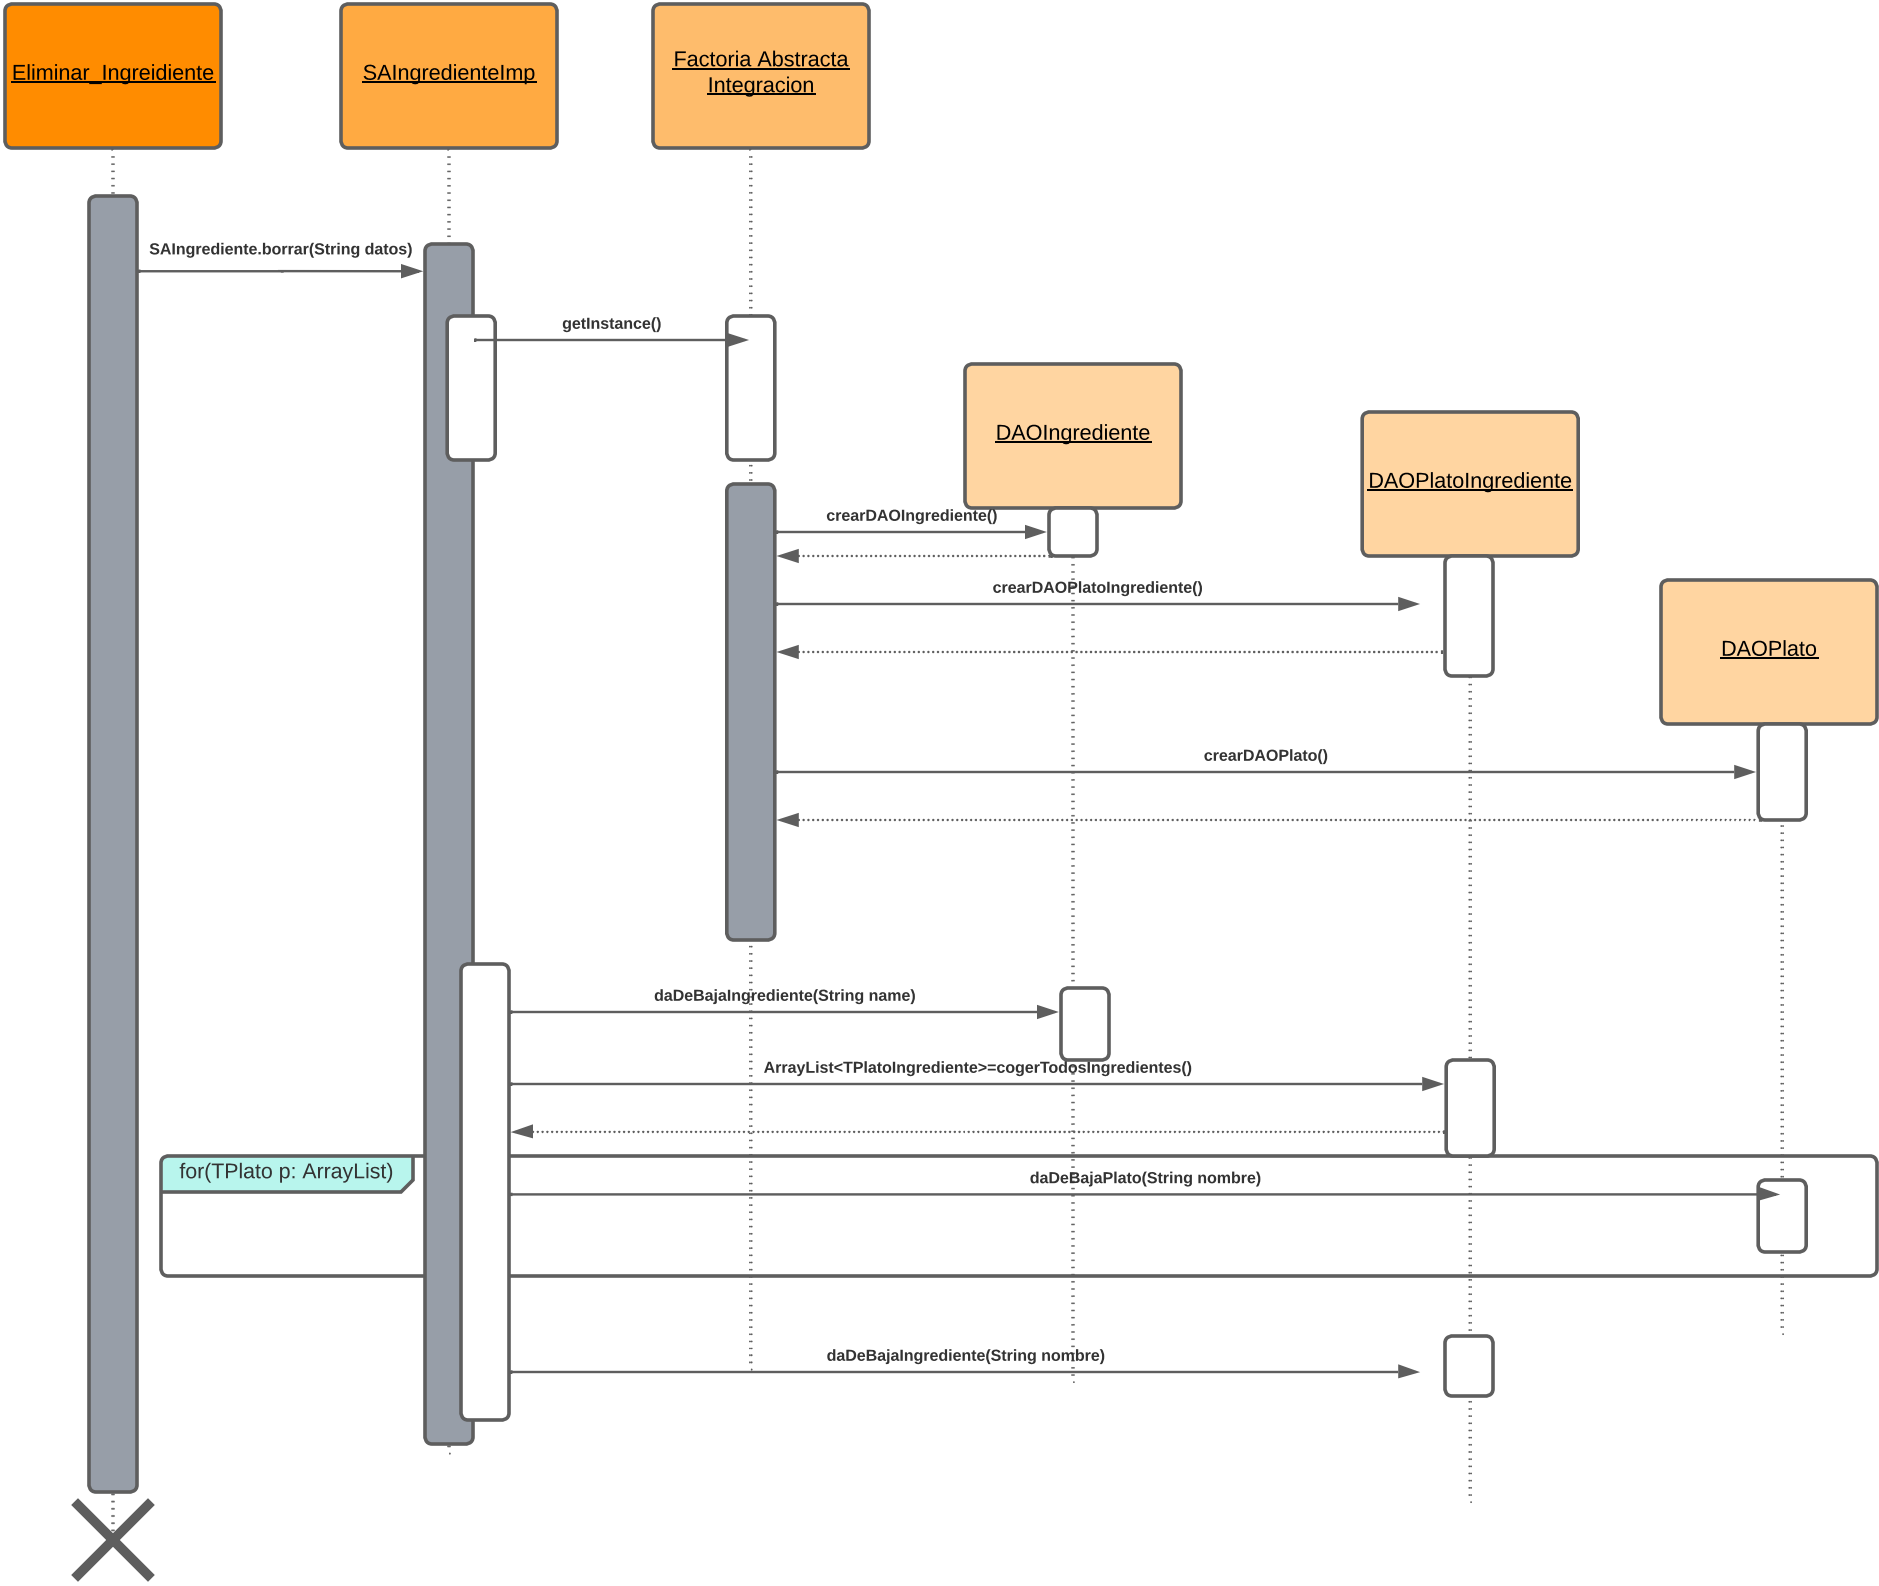 Eliminar_Ingreidiente
SAIngredienteImp
Factoria Abstracta
Integracion
SAIngrediente.borrar(String datos)
getInstance()
DAOIngrediente
DAOPlatoIngrediente
crearDAOIngrediente()
crearDAOPlatoIngrediente()
DAOPlato
crearDAOPlato()
daDeBajaIngrediente(String name)
ArrayList<TPlatoIngrediente>=cogerTodosIngredientes()
for(TPlato p: ArrayList)
daDeBajaPlato(String nombre)
daDeBajaIngrediente(String nombre)